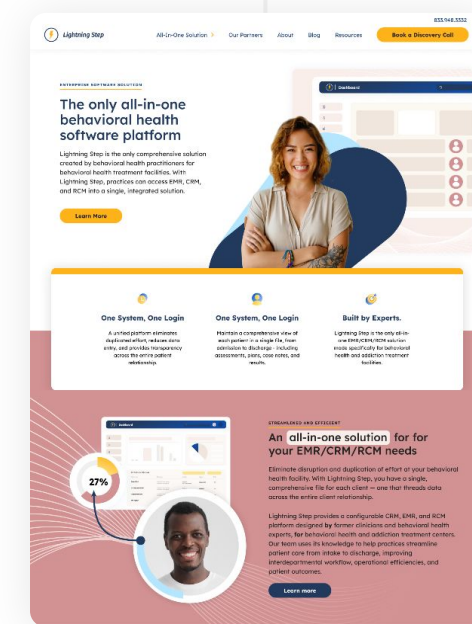 833.948.3332
Lightning Step
All-In-One Solution
Our Partners
About
Blog
Resources
Book a Discovery Call
ENTERPRISE SOFTWARE SOLUTION
The only all-in-one
behavioral health
software platform
Lightning Step is the only comprehensive solution
created by behavioral health practitioners for
behavioral health treatment facilities. With
Lightning Step, practices can access EMR, CRM,
and RCM into a single, integrated solution.
Learn More
Dashboard
One System, One Login
A unified platform eliminates
duplicated effort, reduces data
entry, and provides transparency
across the entire patient
relationship.
One System, One Login
Maintain a comprehensive view of
each patient in a single file, from
admission to discharge - including
assessments, plans, case notes, and
results.
Built by Experts.
Lightning Step is the only all-in-
one EMR/CRM/RCM solution
made specifically for behavioral
health and addiction treatment
facilities.
Dashboard
27%
STREAMLINED AND EFFICIENT
An all-in-one solution for for
your EMR/CRM/RCM needs
Eliminate disruption and duplication of effort at your behavioral
health facility. With Lightning Step, you have a single,
comprehensive file for each client — one that threads data
across the entire client relationship.
Lightning Step provides a configurable CRM, EMR, and RCM
platform designed by former clinicians and behavioral health
experts, for behavioral health and addiction treatment centers.
Our team uses its knowledge to help practices streamline
patient care from intake to discharge, improving
interdepartmental workflow, operational efficiencies, and
patient outcomes.
Learn more